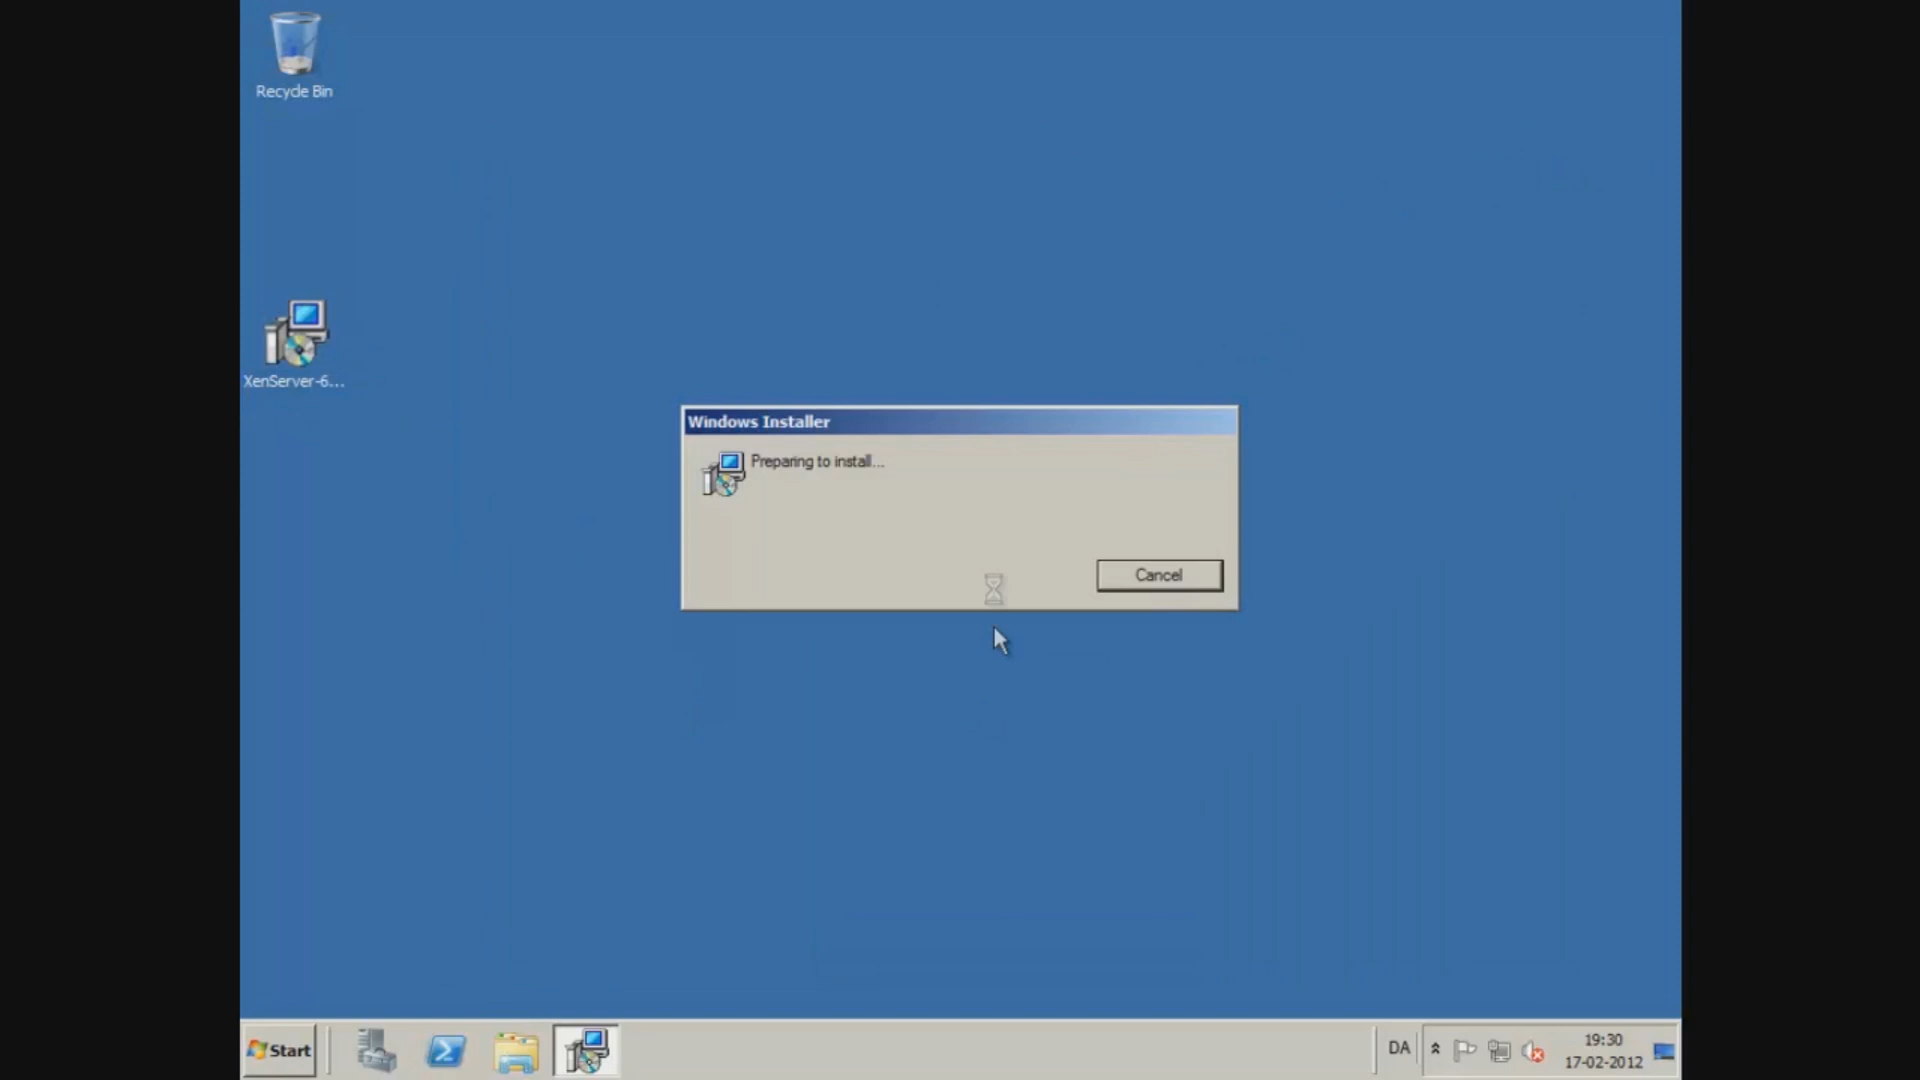 Recycle Bin
XenServer-6...
Windows Installer
Preparing to install...
Cancel
Start
DA
19:30
17-02-2012